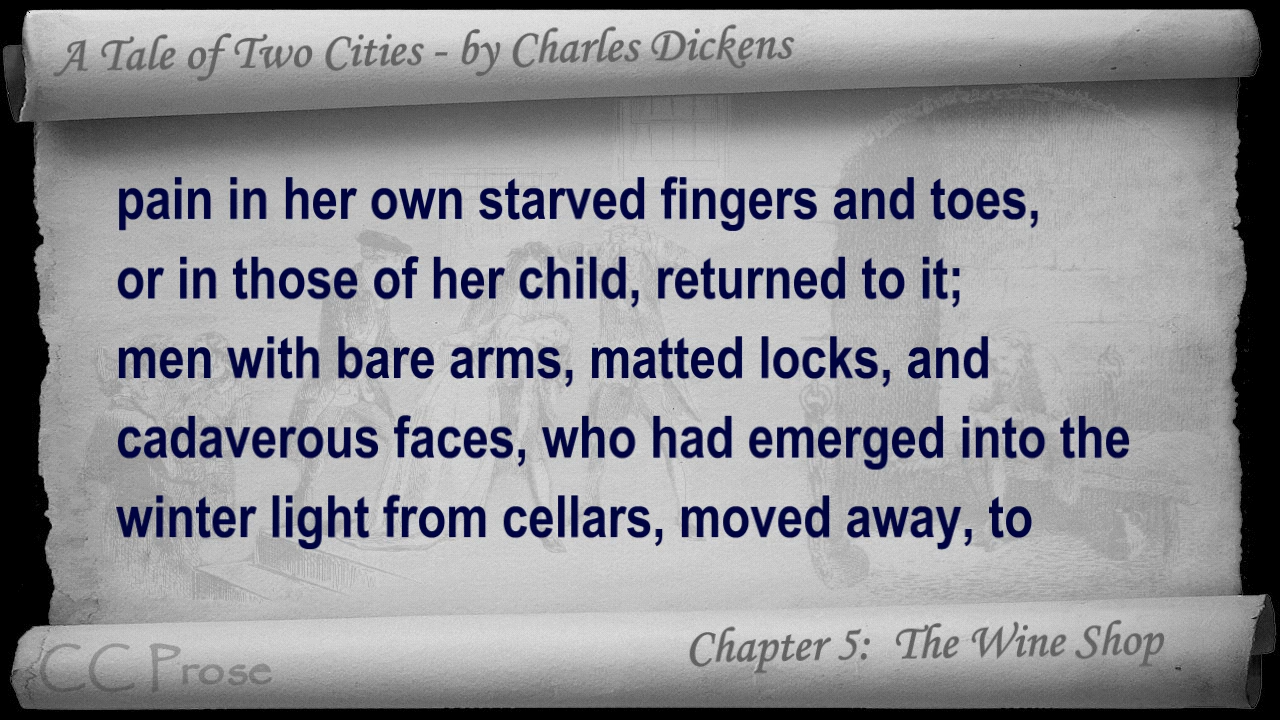 A Tale of Two Cities - by Charles Dickens
pain in her own starved fingers and toes,
or in those of her child, returned to it;
men with bare arms, matted locks, and
cadaverous faces, who had emerged into the
winter light from cellars, moved away, to
Chapter 5: The Wine Shop
CC Prose